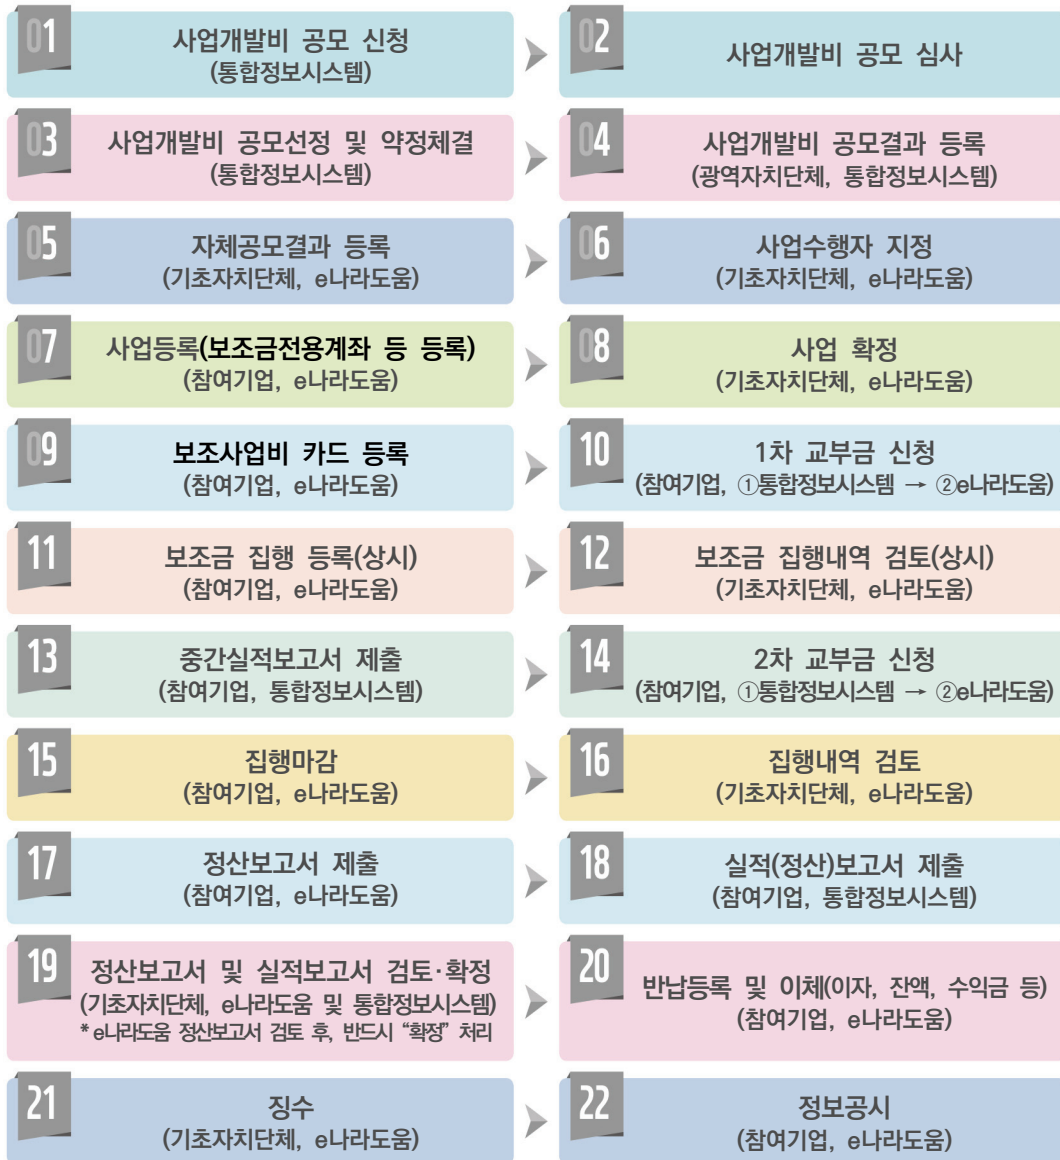 01
사업개발비 공모 신청
(통합정보시스템)
02
사업개발비 공모 심사
03
사업개발비 공모선정 및 약정체결
(통합정보시스템)
04
사업개발비 공모결과 등록
(광역자치단체, 통합정보시스템)
05
자체공모결과 등록
(기초자치단체, e나라도움)
06
사업수행자 지정
(기초자치단체, e나라도움)
07
사업등록(보조금전용계좌 등 등록)
(참여기업, e나라도움)
08
사업 확정
(기초자치단체, e나라도움)
09
보조사업비 카드 등록
(참여기업, e나라도움)
10
1차 교부금 신청
(참여기업, ①통합정보시스템 → ②e나라도움)
11
보조금 집행 등록(상시)
(참여기업, e나라도움)
12
보조금 집행내역 검토(상시)
(기초자치단체, e나라도움)
13
중간실적보고서 제출
(참여기업, 통합정보시스템)
14
2차 교부금 신청
(참여기업, ①통합정보시스템 → ②e나라도움)
15
집행마감
(참여기업, e나라도움)
16
집행내역 검토
(기초자치단체, e나라도움)
17
정산보고서 제출
(참여기업, e나라도움)
18
실적(정산)보고서 제출
(참여기업, 통합정보시스템)
19
정산보고서 및 실적보고서 검토·확정
(기초자치단체, e나라도움 및 통합정보시스템)
* e나라도움 정산보고서 검토 후, 반드시 “확정” 처리
20
반납등록 및 이체(이자, 잔액, 수익금 등)
(참여기업, e나라도움)
21
징수
(기초자치단체, e나라도움)
22
정보공시
(참여기업, e나라도움)